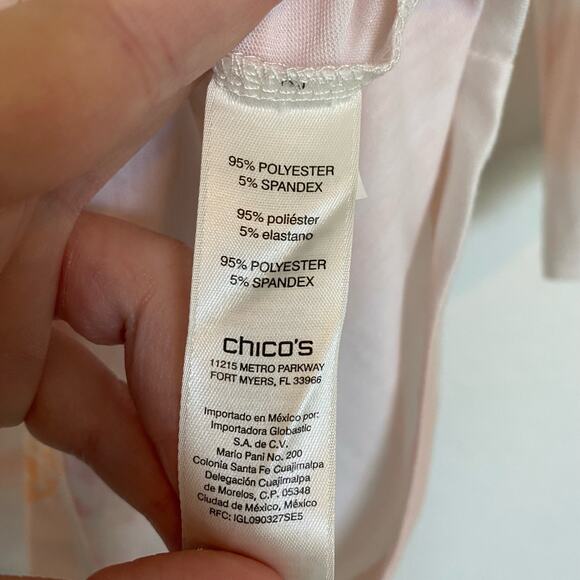 95% POLYESTER
5% SPANDEX
95% poliéster
5% elastano
95% POLYESTER
5% SPANDEX
chico's
11215 METRO PARKWAY
FORT MYERS, FL 33966
Importado en México por:
Importadora Globastic
S.A. de C.V.
Mario Pani No. 200
Colonia Santa Fe Cuajimalpa
Delegación Cuajimalpa
de Morelos, C.P. 05348
Ciudad de México, México
RFC: IGL090327SE5